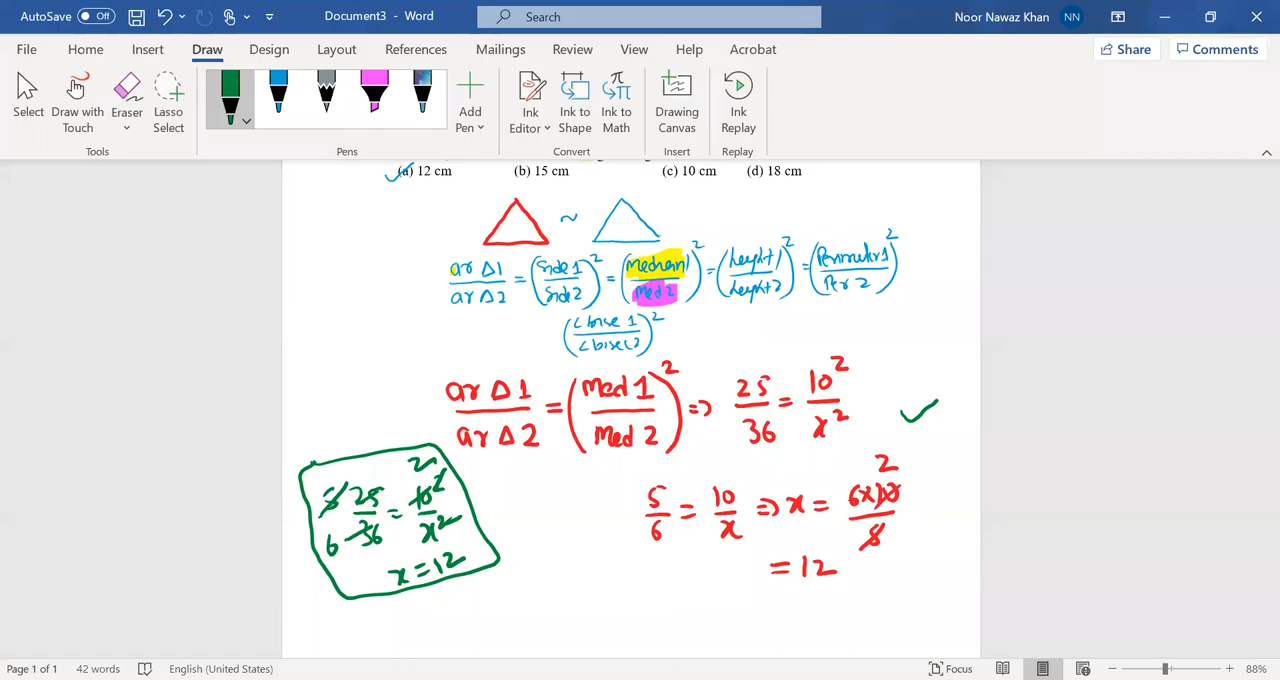 AutoSave Off Document3 - Word Search Noor Nawaz Khan NN
File Home Insert Draw Design Layout References Mailings Review View Help Acrobat Share Comments
Select Draw with Touch Eraser Lasso Select Add Pen Ink Editor Ink to Shape Ink to Math Drawing Canvas Ink Replay
Tools Pens Convert Insert Replay
(a) 12 cm (b) 15 cm (c) 10 cm (d) 18 cm
~
ar Δ1 / ar Δ2 = (Side 1 / Side 2)² = (Median 1 / Med 2)² = (height 1 / height 2)² = (Perimeter 1 / Per 2)²
(∠bise 1 / ∠bise 2)²
ar Δ1 / ar Δ2 = (Med 1 / Med 2)² => 25 / 36 = 10² / x²
5 / 6 = 10 / x => x = 6x10 / 5 2
= 12
5 25 / 6 36 = 10² / x² 2
x = 12
Page 1 of 1 42 words English (United States) Focus 88%